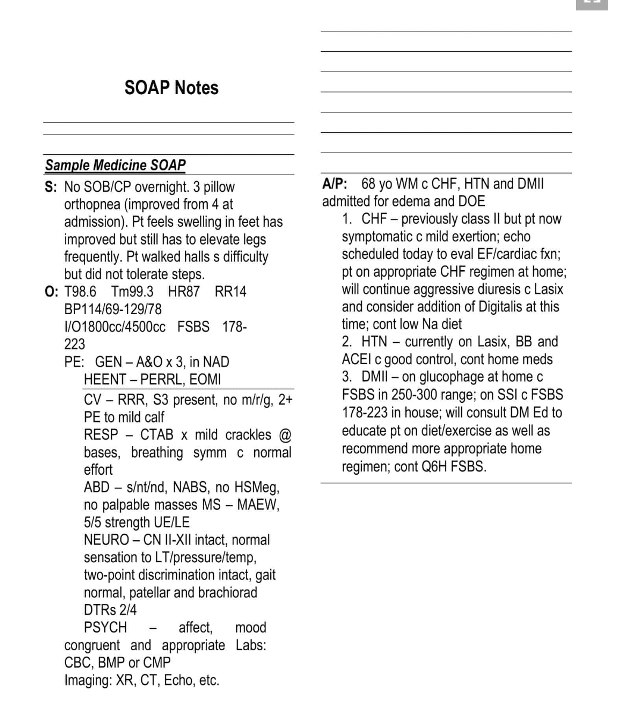 SOAP Notes
Sample Medicine SOAP
S: No SOB/CP overnight. 3 pillow
orthopnea (improved from 4 at
admission). Pt feels swelling in feet has
improved but still has to elevate legs
frequently. Pt walked halls s difficulty
but did not tolerate steps.
O: T98.6 Tm99.3 HR87 RR14
BP114/69-129/78
I/O1800cc/4500cc FSBS 178-
223
PE: GEN – A&O x 3, in NAD
HEENT – PERRL, EOMI
CV – RRR, S3 present, no m/r/g, 2+
PE to mild calf
RESP – CTAB x mild crackles @
bases, breathing symm c normal
effort
ABD – s/nt/nd, NABS, no HSMeg,
no palpable masses MS – MAEW,
5/5 strength UE/LE
NEURO – CN II-XII intact, normal
sensation to LT/pressure/temp,
two-point discrimination intact, gait
normal, patellar and brachiorad
DTRs 2/4
PSYCH – affect, mood
congruent and appropriate Labs:
CBC, BMP or CMP
Imaging: XR, CT, Echo, etc.
A/P: 68 yo WM c CHF, HTN and DMII
admitted for edema and DOE
1. CHF – previously class II but pt now
symptomatic c mild exertion; echo
scheduled today to eval EF/cardiac fxn;
pt on appropriate CHF regimen at home;
will continue aggressive diuresis c Lasix
and consider addition of Digitalis at this
time; cont low Na diet
2. HTN – currently on Lasix, BB and
ACEI c good control, cont home meds
3. DMII – on glucophage at home c
FSBS in 250-300 range; on SSI c FSBS
178-223 in house; will consult DM Ed to
educate pt on diet/exercise as well as
recommend more appropriate home
regimen; cont Q6H FSBS.